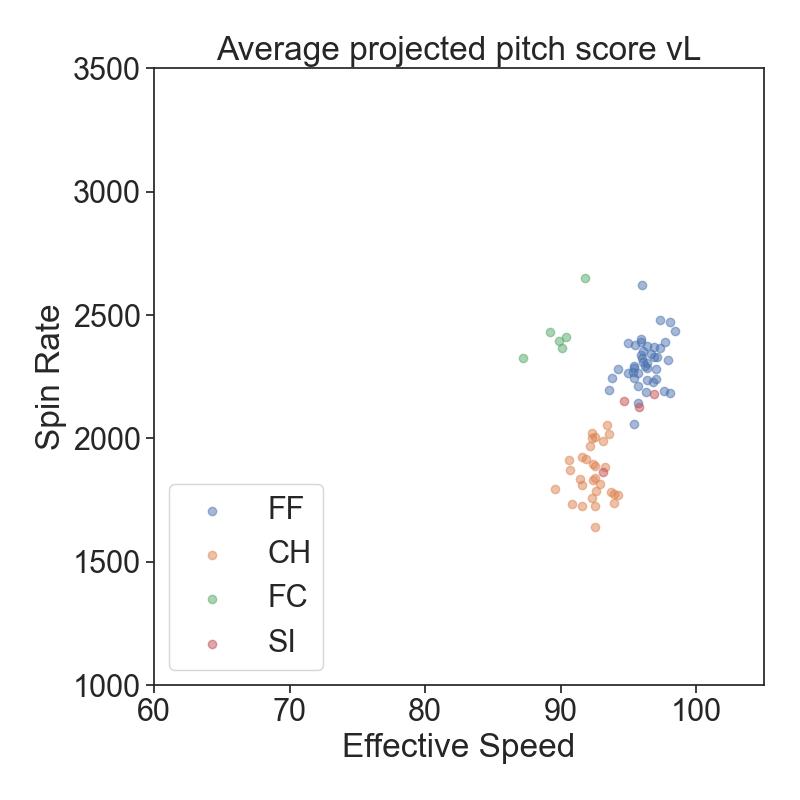 Average projected pitch score vL
3500
3000
2500
2000
1500
1000
Spin Rate
FF
CH
FC
SI
60 70 80 90 100
Effective Speed